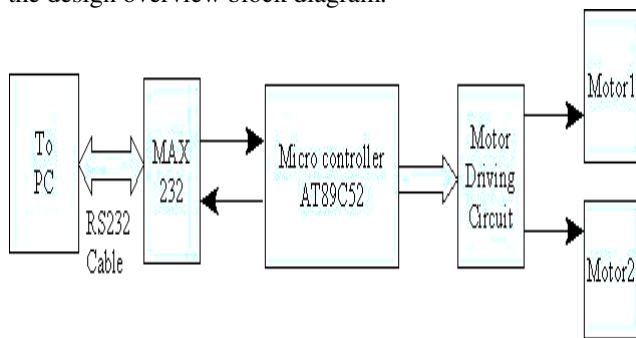 the design overview block diagram.
To
PC
RS232
Cable
MAX
232
Micro controller
AT89C52
Motor
Driving
Circuit
Motor1
Motor2